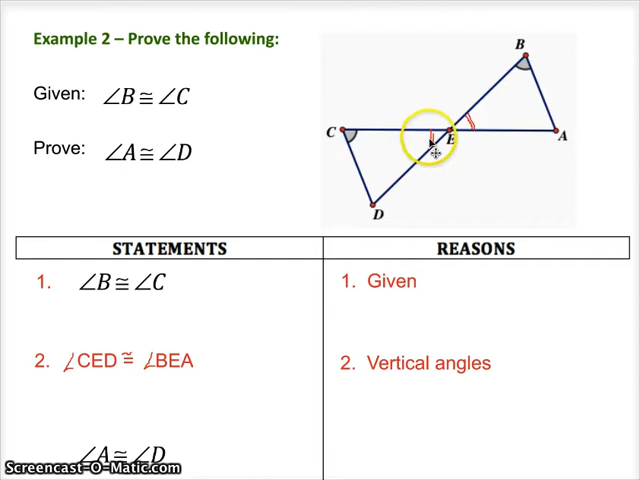 Example 2 – Prove the following:
Given: ∠B ≅ ∠C
Prove: ∠A ≅ ∠D
B
C
E
A
D
STATEMENTS REASONS
1. ∠B ≅ ∠C 1. Given
2. ∠CED ≅ ∠BEA 2. Vertical angles
∠A ≅ ∠D
Screencast-O-Matic.com